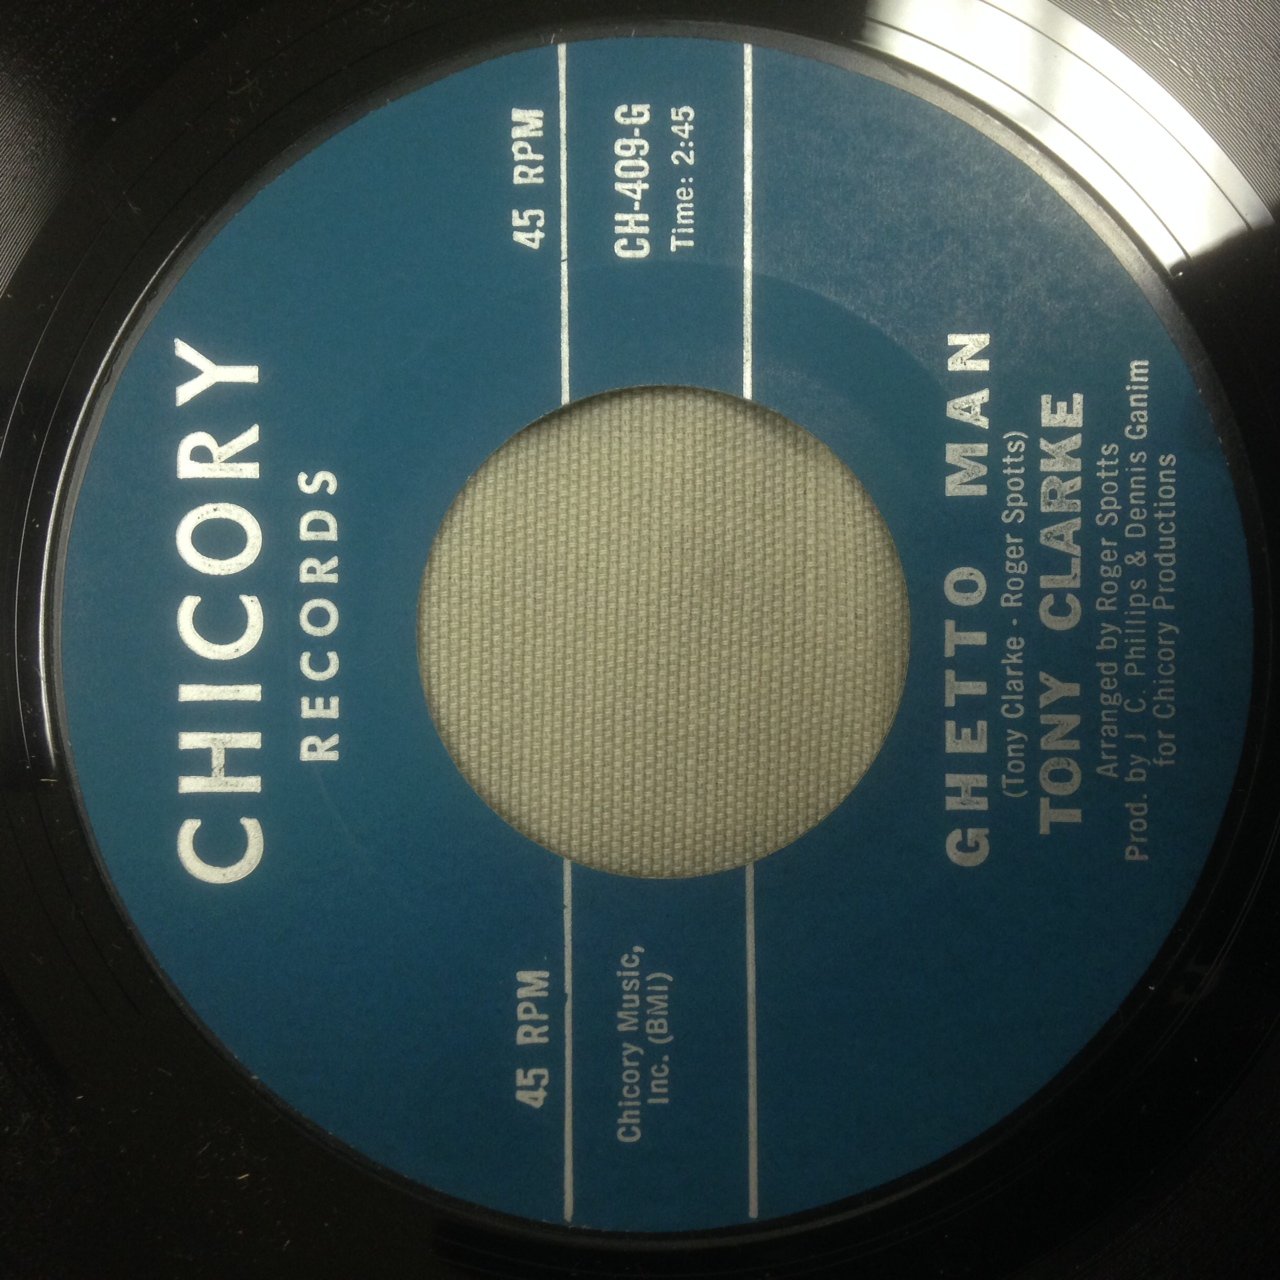 CHICORY
RECORDS
45 RPM
45 RPM
Chicory Music,
Inc. (BMI)
CH-409-G
Time: 2:45
GHETTO MAN
(Tony Clarke - Roger Spotts)
TONY CLARKE
Arranged by Roger Spotts
Prod. by J. C. Phillips & Dennis Ganim
for Chicory Productions